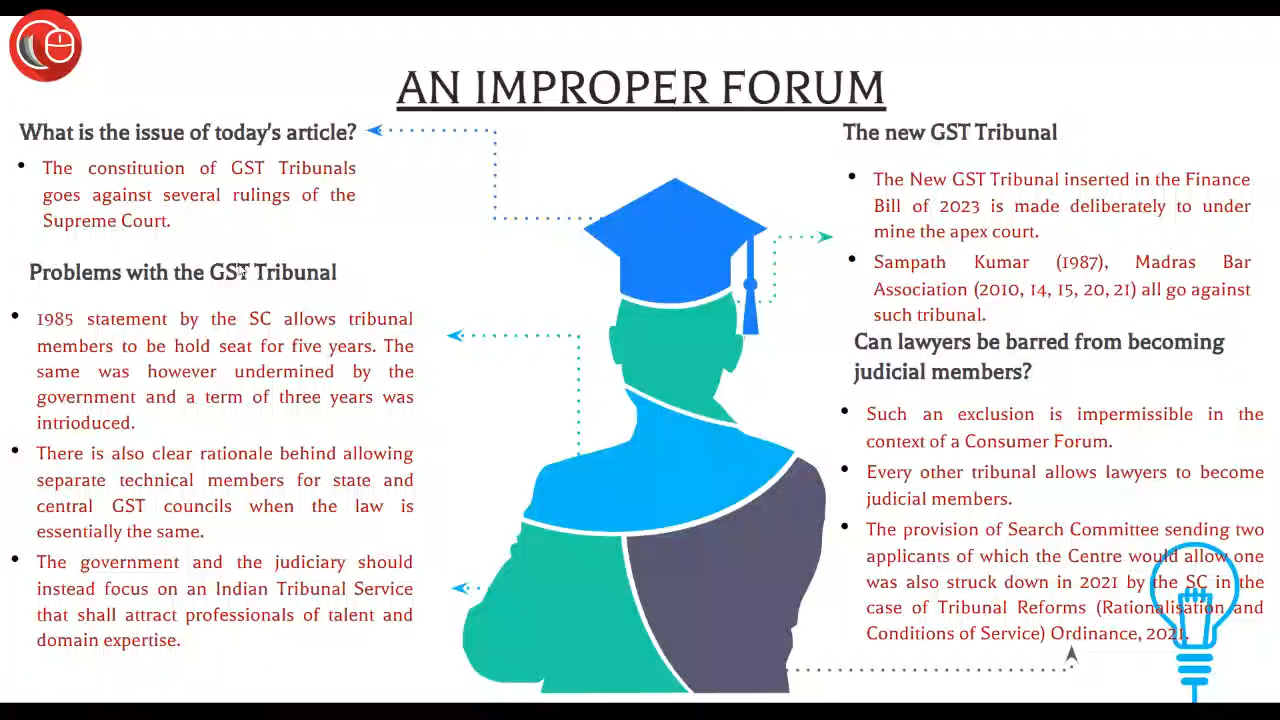 AN IMPROPER FORUM
What is the issue of today's article?
The constitution of GST Tribunals
goes against several rulings of the
Supreme Court.
Problems with the GST Tribunal
1985 statement by the SC allows tribunal
members to be hold seat for five years. The
same was however undermined by the
government and a term of three years was
intrioduced.
There is also clear rationale behind allowing
separate technical members for state and
central GST councils when the law is
essentially the same.
The government and the judiciary should
instead focus on an Indian Tribunal Service
that shall attract professionals of talent and
domain expertise.
The new GST Tribunal
The New GST Tribunal inserted in the Finance
Bill of 2023 is made deliberately to under
mine the apex court.
Sampath Kumar (1987), Madras Bar
Association (2010, 14, 15, 20, 21) all go against
such tribunal.
Can lawyers be barred from becoming
judicial members?
Such an exclusion is impermissible in the
context of a Consumer Forum.
Every other tribunal allows lawyers to become
judicial members.
The provision of Search Committee sending two
applicants of which the Centre would allow one
was also struck down in 2021 by the SC in the
case of Tribunal Reforms (Rationalisation and
Conditions of Service) Ordinance, 2021.